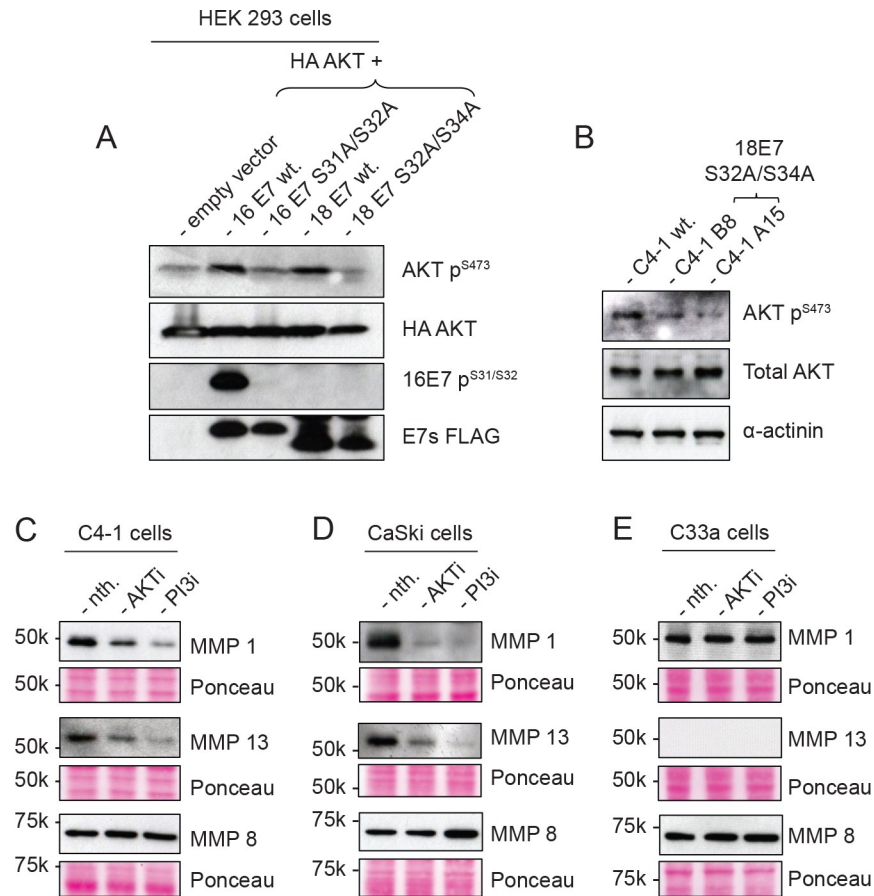 HEK 293 cells
HA AKT +
A
- empty vector
- 16 E7 wt.
- 16 E7 S31A/S32A
- 18 E7 wt.
- 18 E7 S32A/S34A
AKT pS473
HA AKT
16E7 pS31/S32
E7s FLAG
B
18E7
S32A/S34A
- C4-1 wt.
- C4-1 B8
- C4-1 A15
AKT pS473
Total AKT
α-actinin
C
C4-1 cells
- nth.
- AKTi
- PI3i
50k
MMP 1
50k
Ponceau
50k
MMP 13
50k
Ponceau
75k
MMP 8
75k
Ponceau
D
CaSki cells
- nth.
- AKTi
- PI3i
50k
MMP 1
50k
Ponceau
50k
MMP 13
50k
Ponceau
75k
MMP 8
75k
Ponceau
E
C33a cells
- nth.
- AKTi
- PI3i
50k
MMP 1
50k
Ponceau
50k
MMP 13
50k
Ponceau
75k
MMP 8
75k
Ponceau